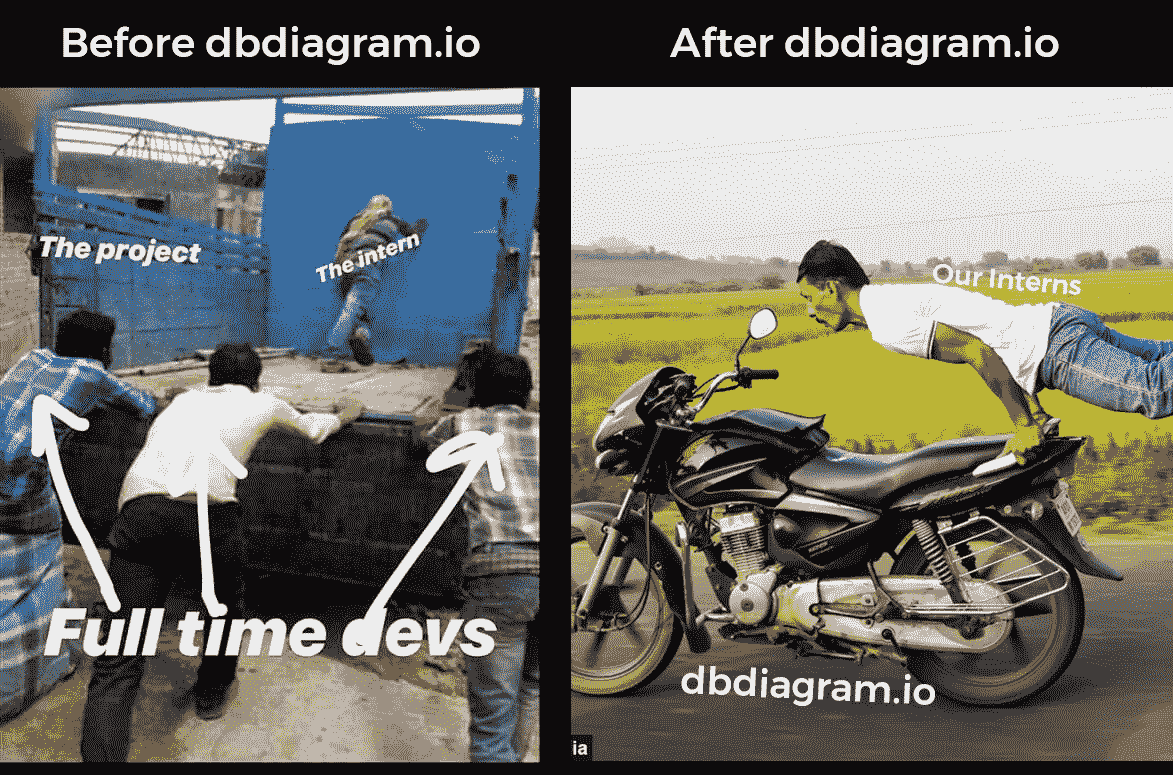 Before dbdiagram.io
After dbdiagram.io
The project
The intern
Full time devs
Our Interns
dbdiagram.io
ia